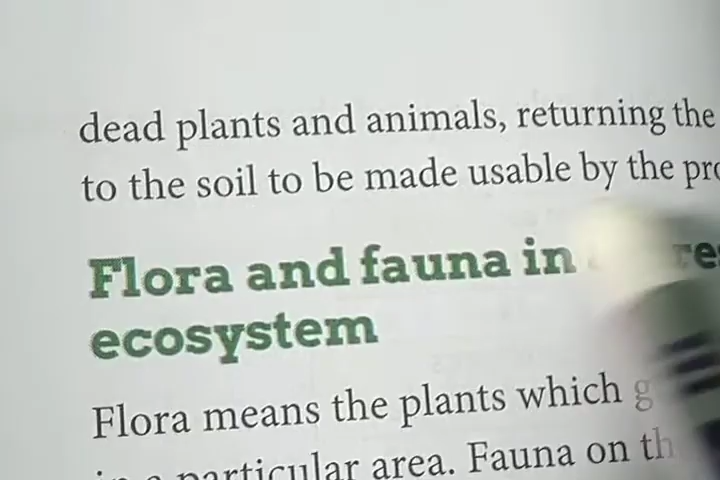 dead plants and animals, returning the
to the soil to be made usable by the
Flora and fauna in
ecosystem
Flora means the plants which
in a particular area. Fauna on